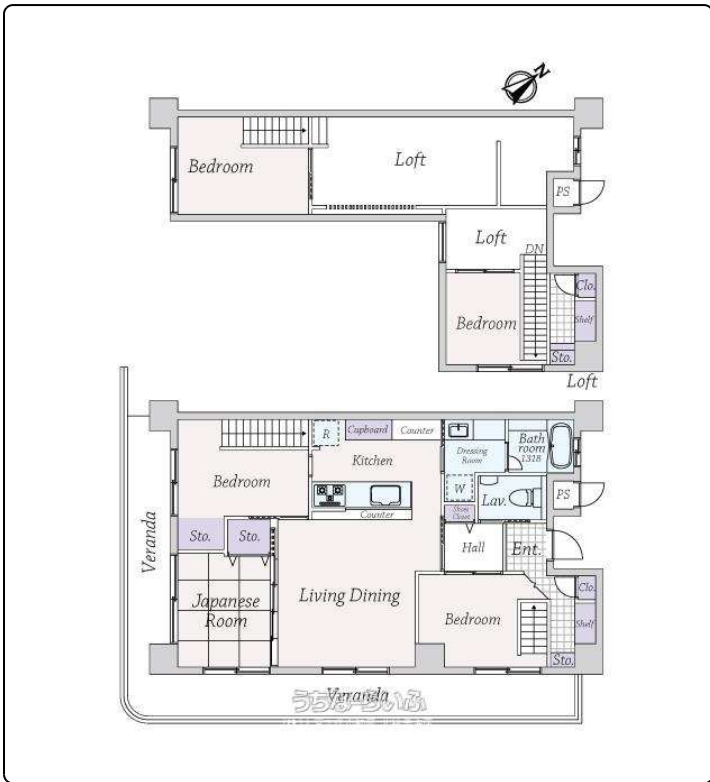 N
Bedroom
Loft
PS
Loft
DN
Clo.
Bedroom
Shelf
Sto.
Loft
R
Cupboard
Counter
Kitchen
Dressing
Room
Bath
room
1318
Bedroom
W
Lav.
PS
Counter
Shoes
Closet
Sto.
Sto.
Hall
Ent.
Veranda
Japanese
Room
Living Dining
Bedroom
Clo.
Shelf
Sto.
Veranda
うちなーらいふ